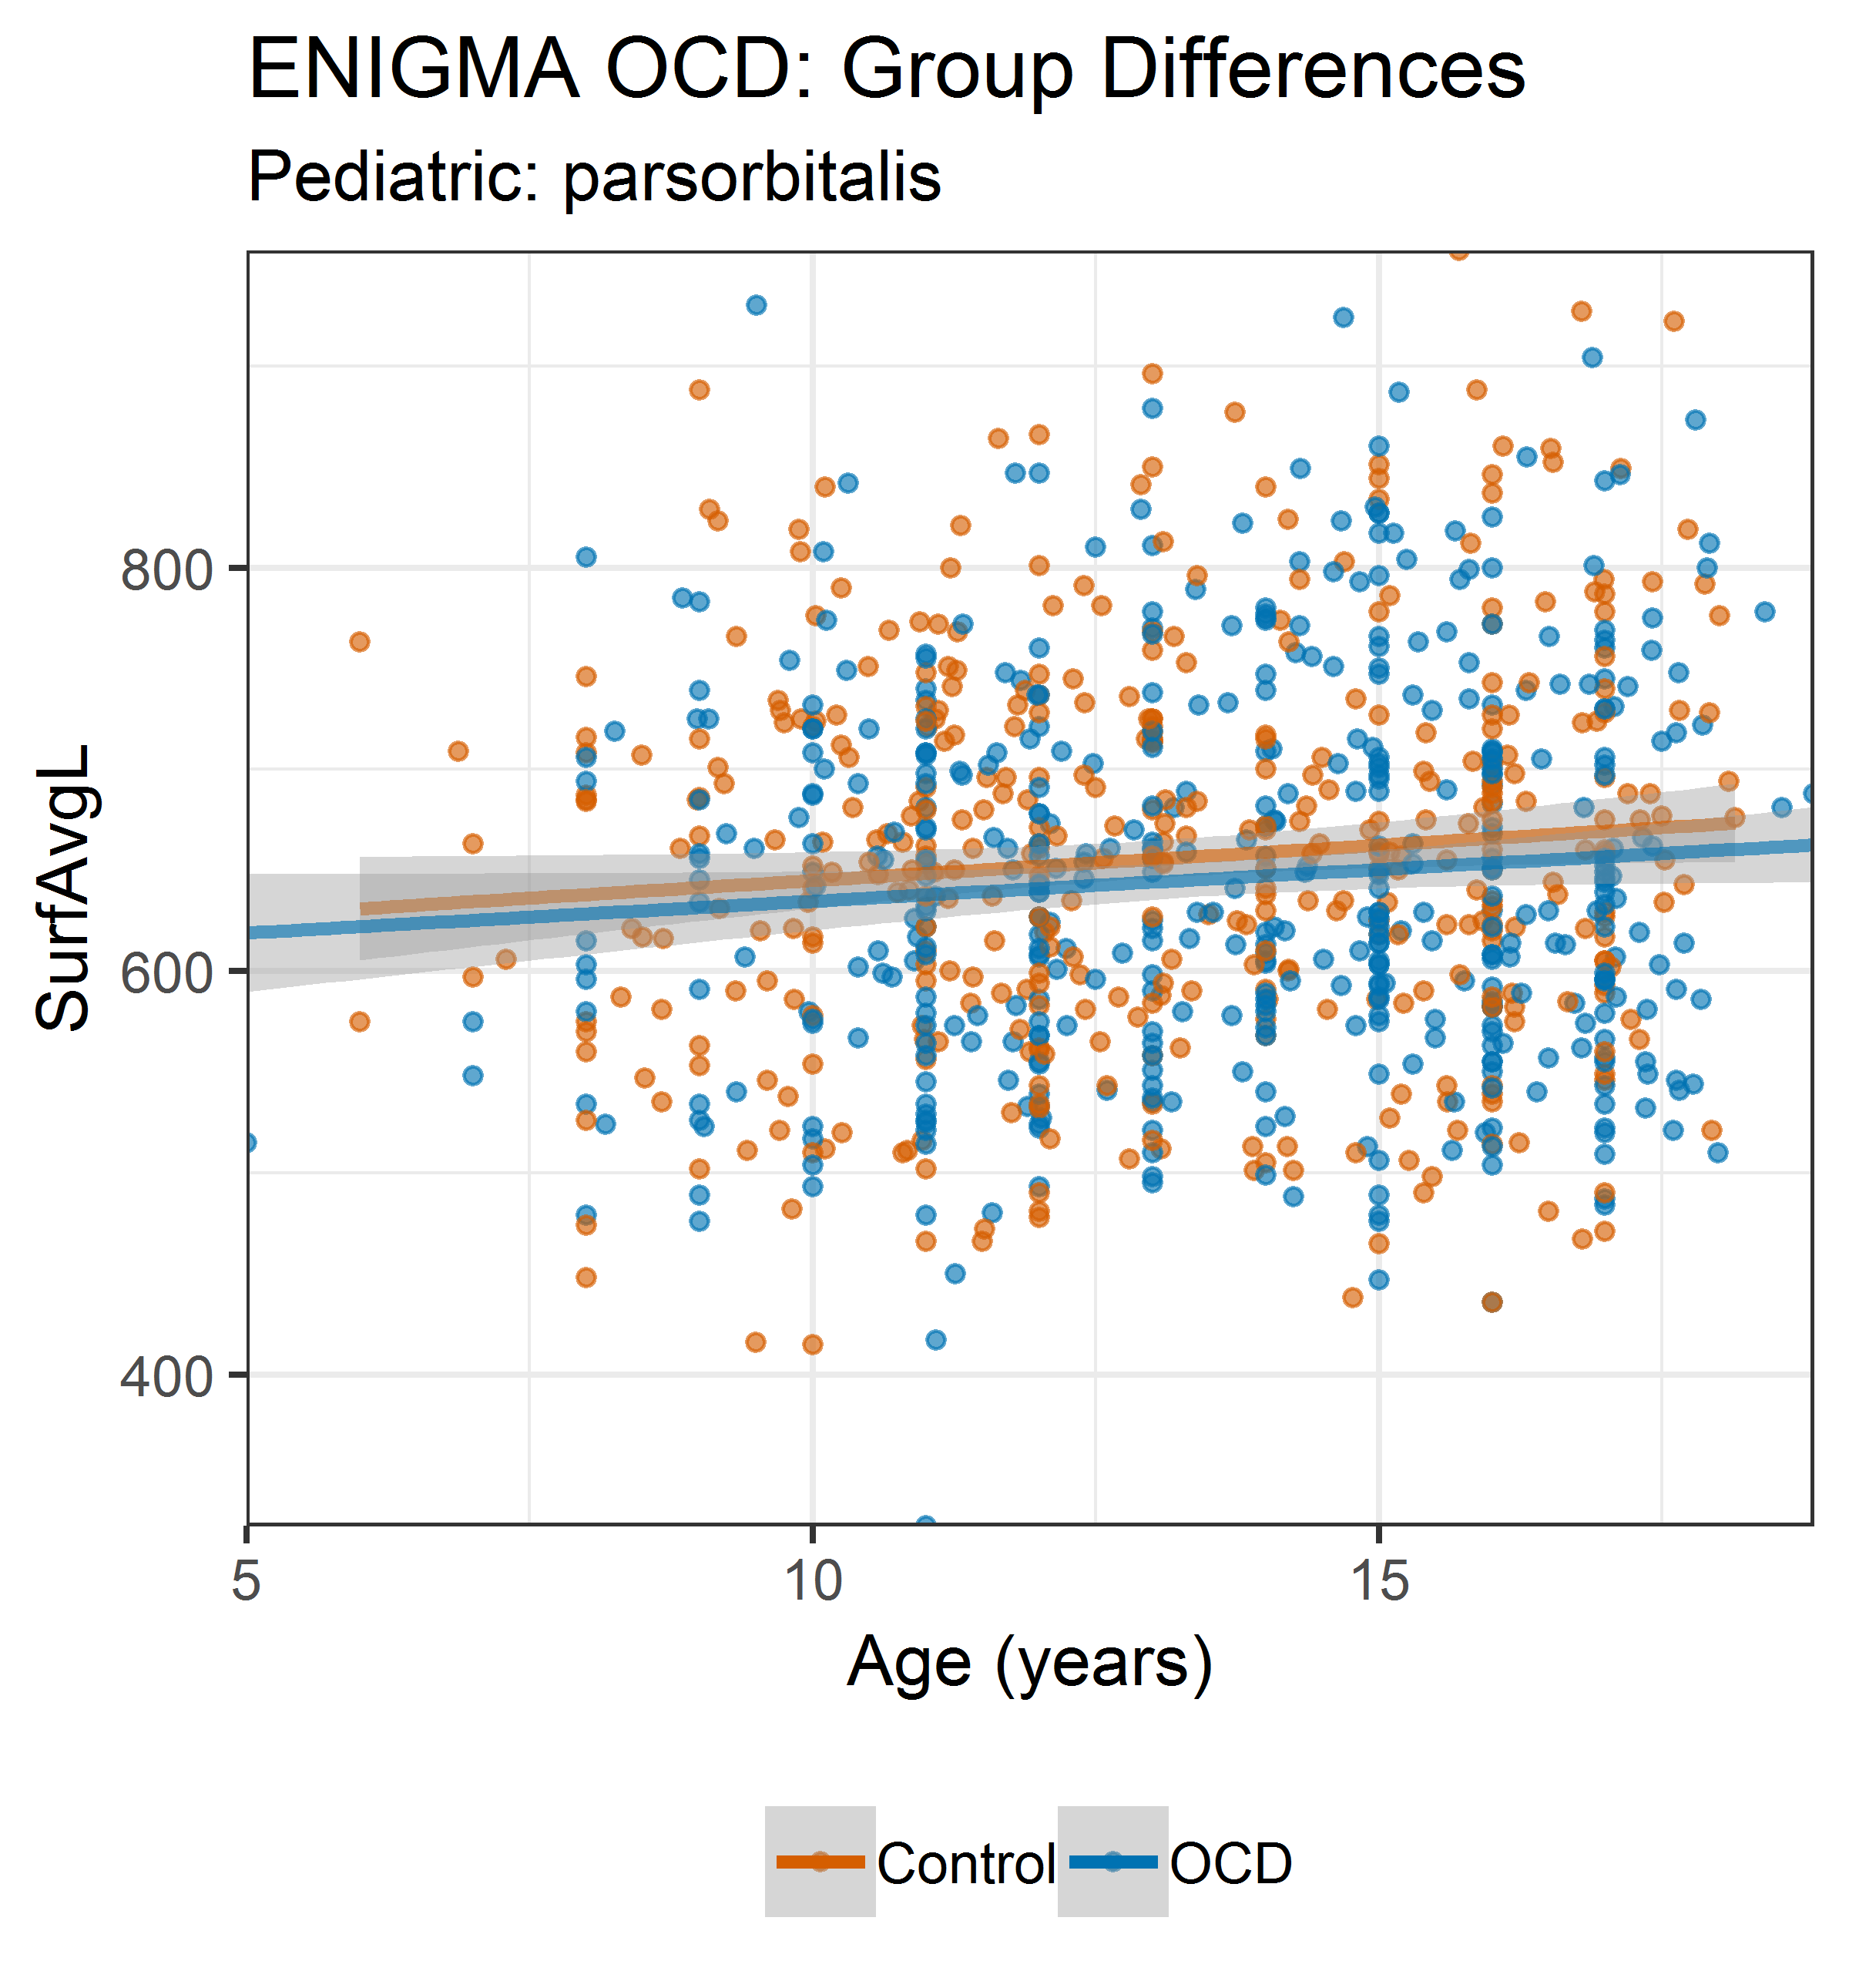 ENIGMA OCD: Group Differences
Pediatric: parsorbitalis
SurfAvgL
800
600
400
5 10 15
Age (years)
Control OCD